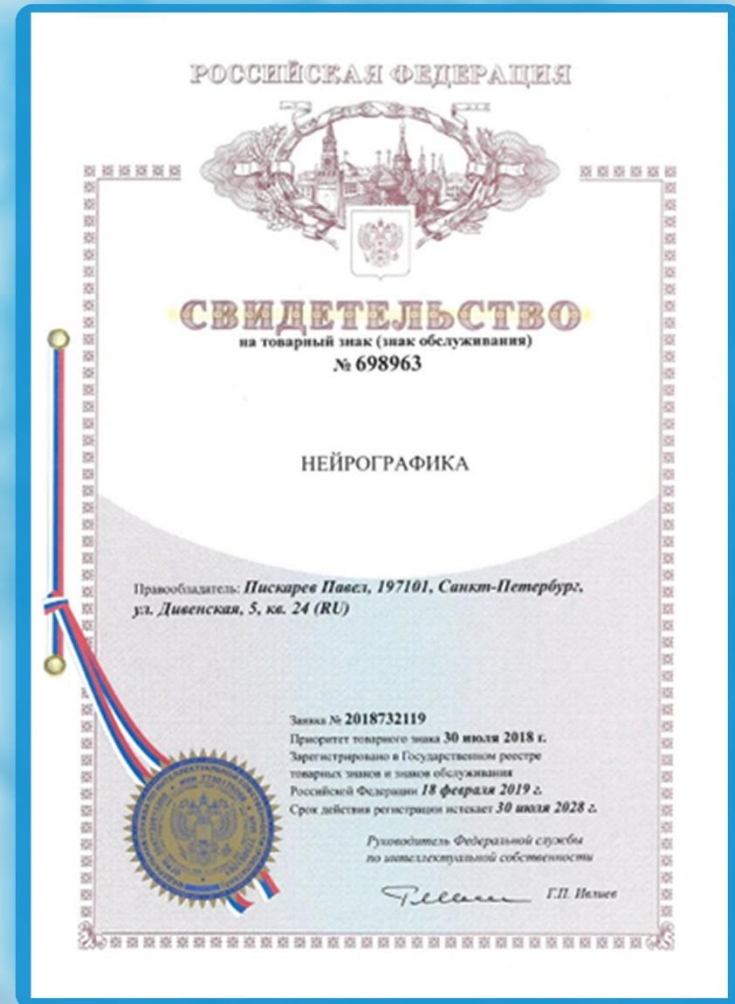 РОССИЙСКАЯ ФЕДЕРАЦИЯ
СВИДЕТЕЛЬСТВО
на товарный знак (знак обслуживания)
№ 698963
НЕЙРОГРАФИКА
Правообладатель: Пискарев Павел, 197101, Санкт-Петербург,
ул. Дивенская, 5, кв. 24 (RU)
Заявка № 2018732119
Приоритет товарного знака 30 июля 2018 г.
Зарегистрировано в Государственном реестре
товарных знаков и знаков обслуживания
Российской Федерации 18 февраля 2019 г.
Срок действия регистрации истекает 30 июля 2028 г.
Руководитель Федеральной службы
по интеллектуальной собственности
Г.П. Ивлиев